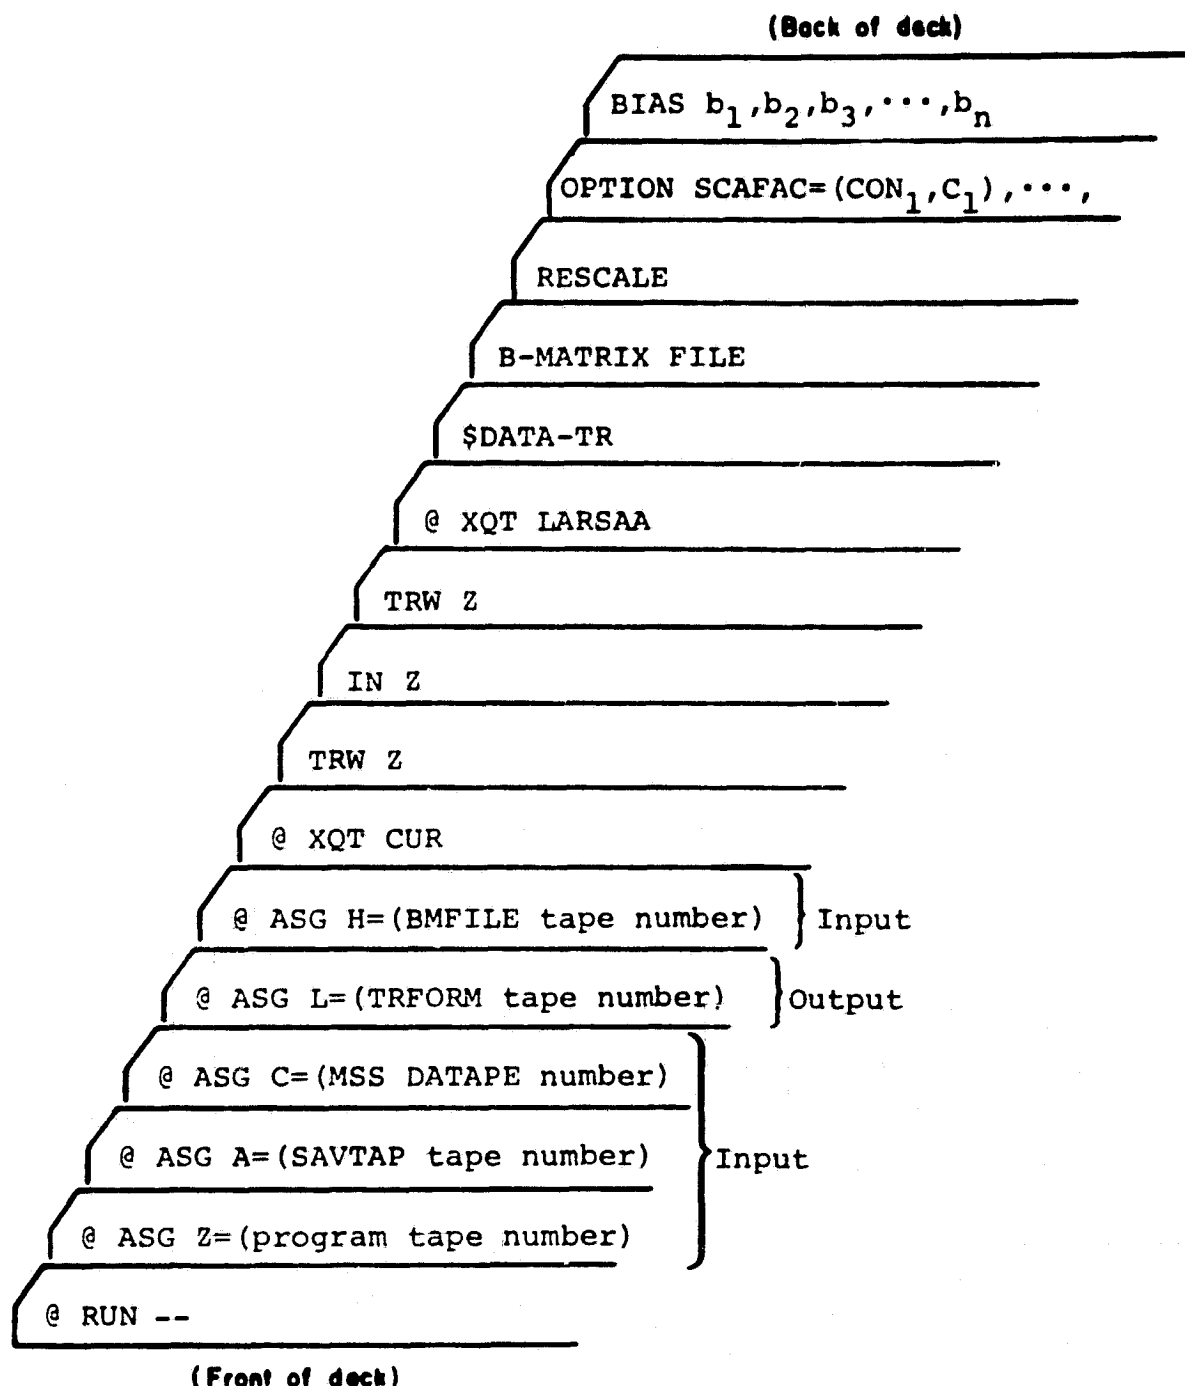 (Back of deck)
BIAS b₁,b₂,b₃,···,bₙ
OPTION SCAFAC=(CON₁,C₁),···,
RESCALE
B-MATRIX FILE
$DATA-TR
@ XQT LARSAA
TRW Z
IN Z
TRW Z
@ XQT CUR
@ ASG H=(BMFILE tape number) Input
@ ASG L=(TRFORM tape number) Output
@ ASG C=(MSS DATAPE number)
@ ASG A=(SAVTAP tape number) Input
@ ASG Z=(program tape number)
@ RUN --
(Front of deck)